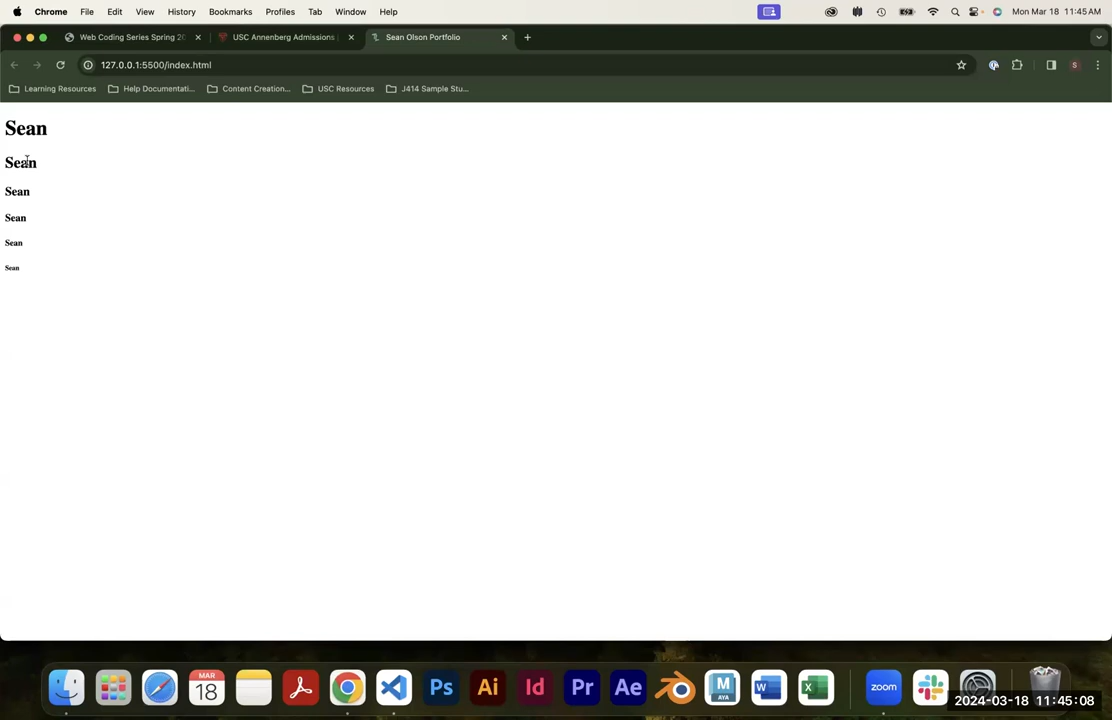 Chrome File Edit View History Bookmarks Profiles Tab Window Help Mon Mar 18 11:45 AM
Web Coding Series Spring 20 USC Annenberg Admissions Sean Olson Portfolio
127.0.0.1:5500/index.html S
Learning Resources Help Documentati... Content Creation... USC Resources J414 Sample Stu...
Sean
Sean
Sean
Sean
Sean
Sean
MAR
18
Ps Ai Id Pr Ae
MAYA
W X
zoom
2024-03-18 11:45:08